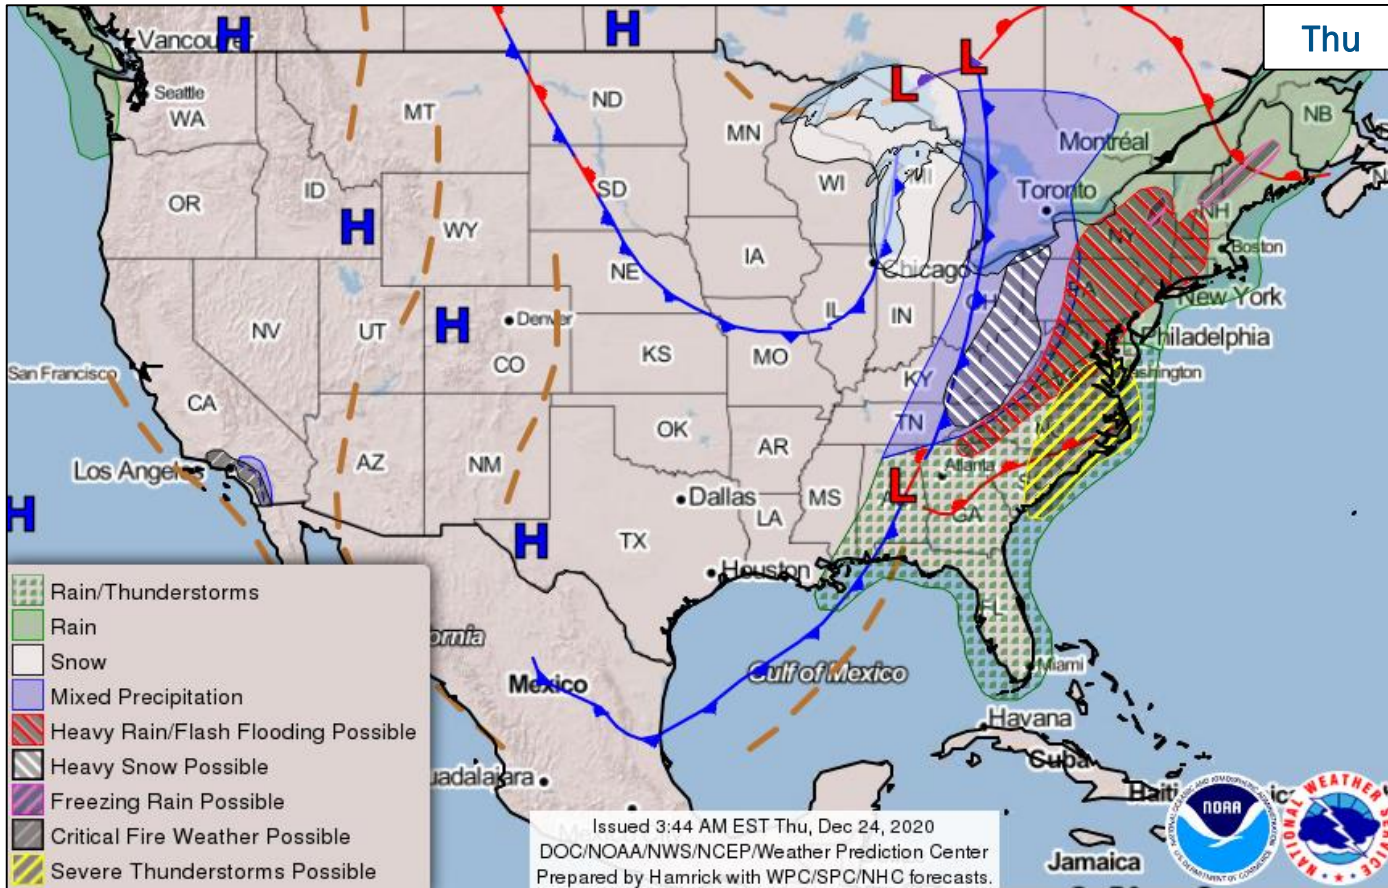 Thu
H
H
L
L
Vancouver
Seattle
WA
MT
ND
MN
Montréal
NB
OR
ID
WY
SD
WI
MI
Toronto
NY
NH
Boston
H
NE
IA
Chicago
OH
PA
New York
NV
UT
H
Denver
CO
KS
IL
IN
MO
KY
Philadelphia
San Francisco
CA
TN
Los Angeles
AZ
NM
OK
AR
Atlanta
H
Dallas
MS
L
GA
LA
H
TX
Houston
FL
Miami
Gulf of Mexico
Mexico
Havana
Cuba
Jamaica
Rain/Thunderstorms
Rain
Snow
Mixed Precipitation
Heavy Rain/Flash Flooding Possible
Heavy Snow Possible
Freezing Rain Possible
Critical Fire Weather Possible
Severe Thunderstorms Possible
Issued 3:44 AM EST Thu, Dec 24, 2020
DOC/NOAA/NWS/NCEP/Weather Prediction Center
Prepared by Hamrick with WPC/SPC/NHC forecasts.
NOAA
NATIONAL WEATHER SERVICE